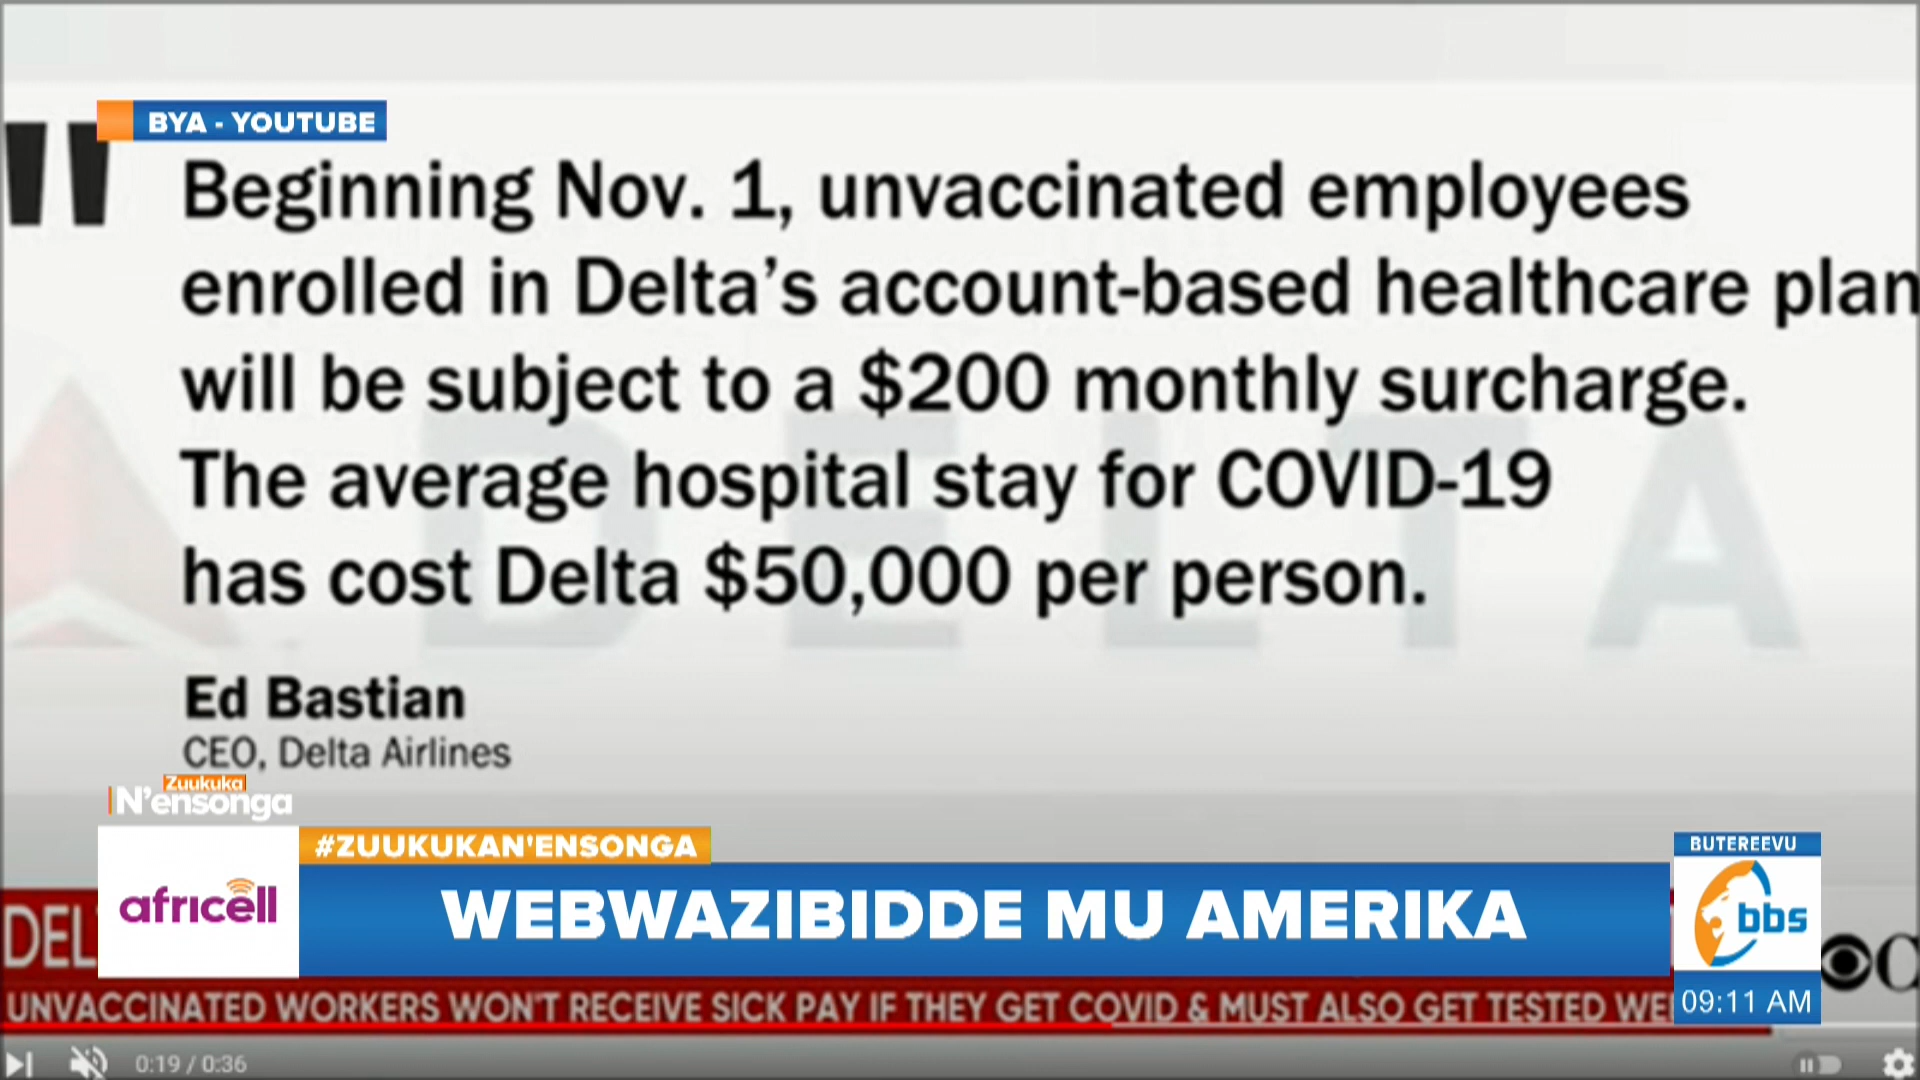 BYA - YOUTUBE
"
Beginning Nov. 1, unvaccinated employees
enrolled in Delta's account-based healthcare plan
will be subject to a $200 monthly surcharge.
The average hospital stay for COVID-19
has cost Delta $50,000 per person.
DELTA
Ed Bastian
CEO, Delta Airlines
Zuukuka
N'ensonga
#ZUUKUKAN'ENSONGA
africell
WEBWAZIBIDDE MU AMERIKA
BUTEREEVU
bbs
09:11 AM
DEL
UNVACCINATED WORKERS WON'T RECEIVE SICK PAY IF THEY GET COVID & MUST ALSO GET TESTED
0:19 / 0:36